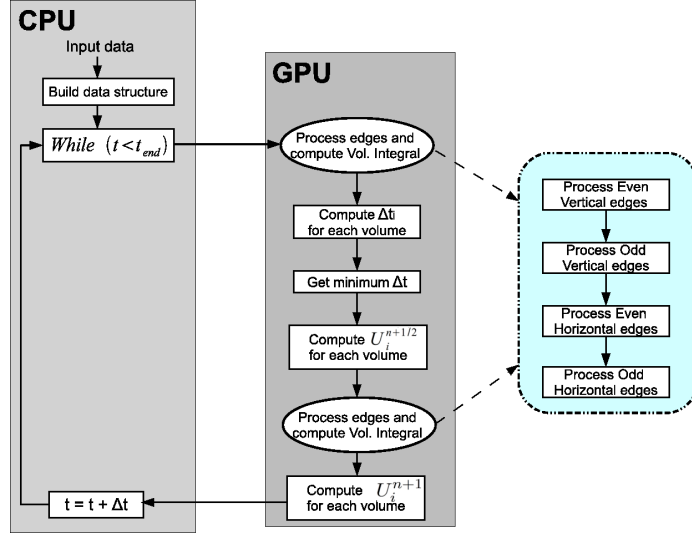 CPU
Input data
Build data structure
While (t < t_end)
t = t + Δt
GPU
Process edges and
compute Vol. Integral
Compute Δti
for each volume
Get minimum Δt
Compute U_i^{n+1/2}
for each volume
Process edges and
compute Vol. Integral
Compute U_i^{n+1}
for each volume
Process Even
Vertical edges
Process Odd
Vertical edges
Process Even
Horizontal edges
Process Odd
Horizontal edges